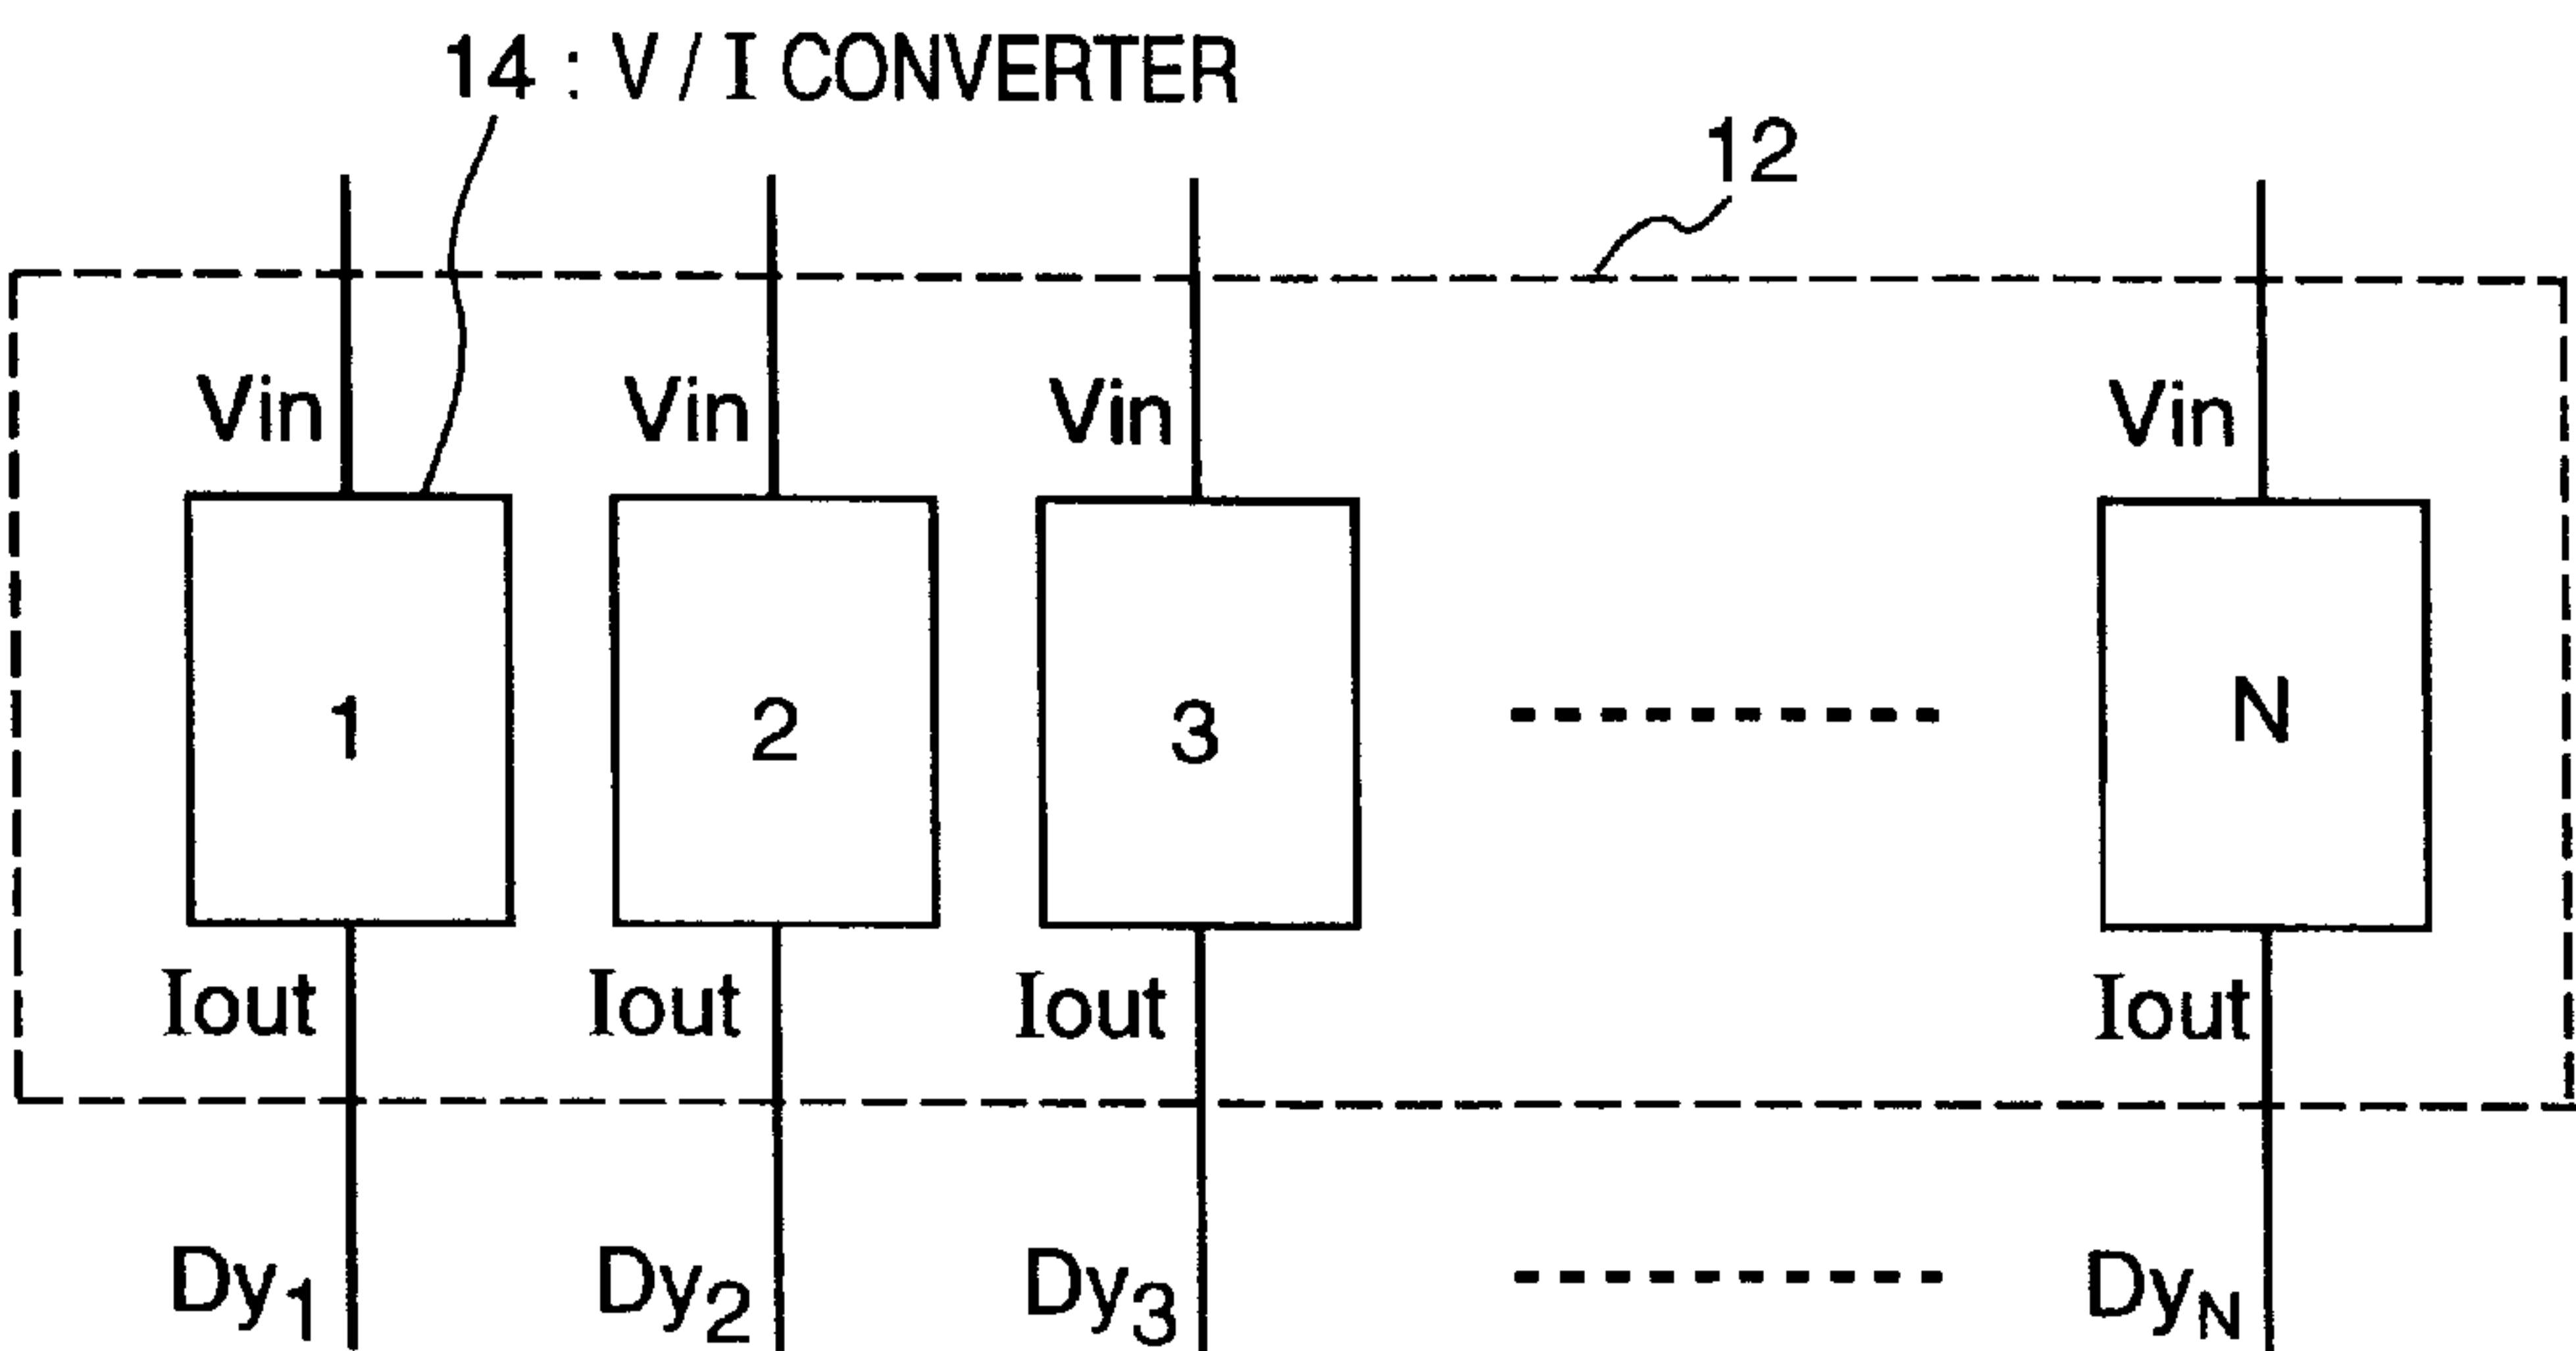 14 : V / I CONVERTER
12
Vin Vin Vin Vin
1 2 3 N
Iout Iout Iout Iout
Dy1 Dy2 Dy3 DyN